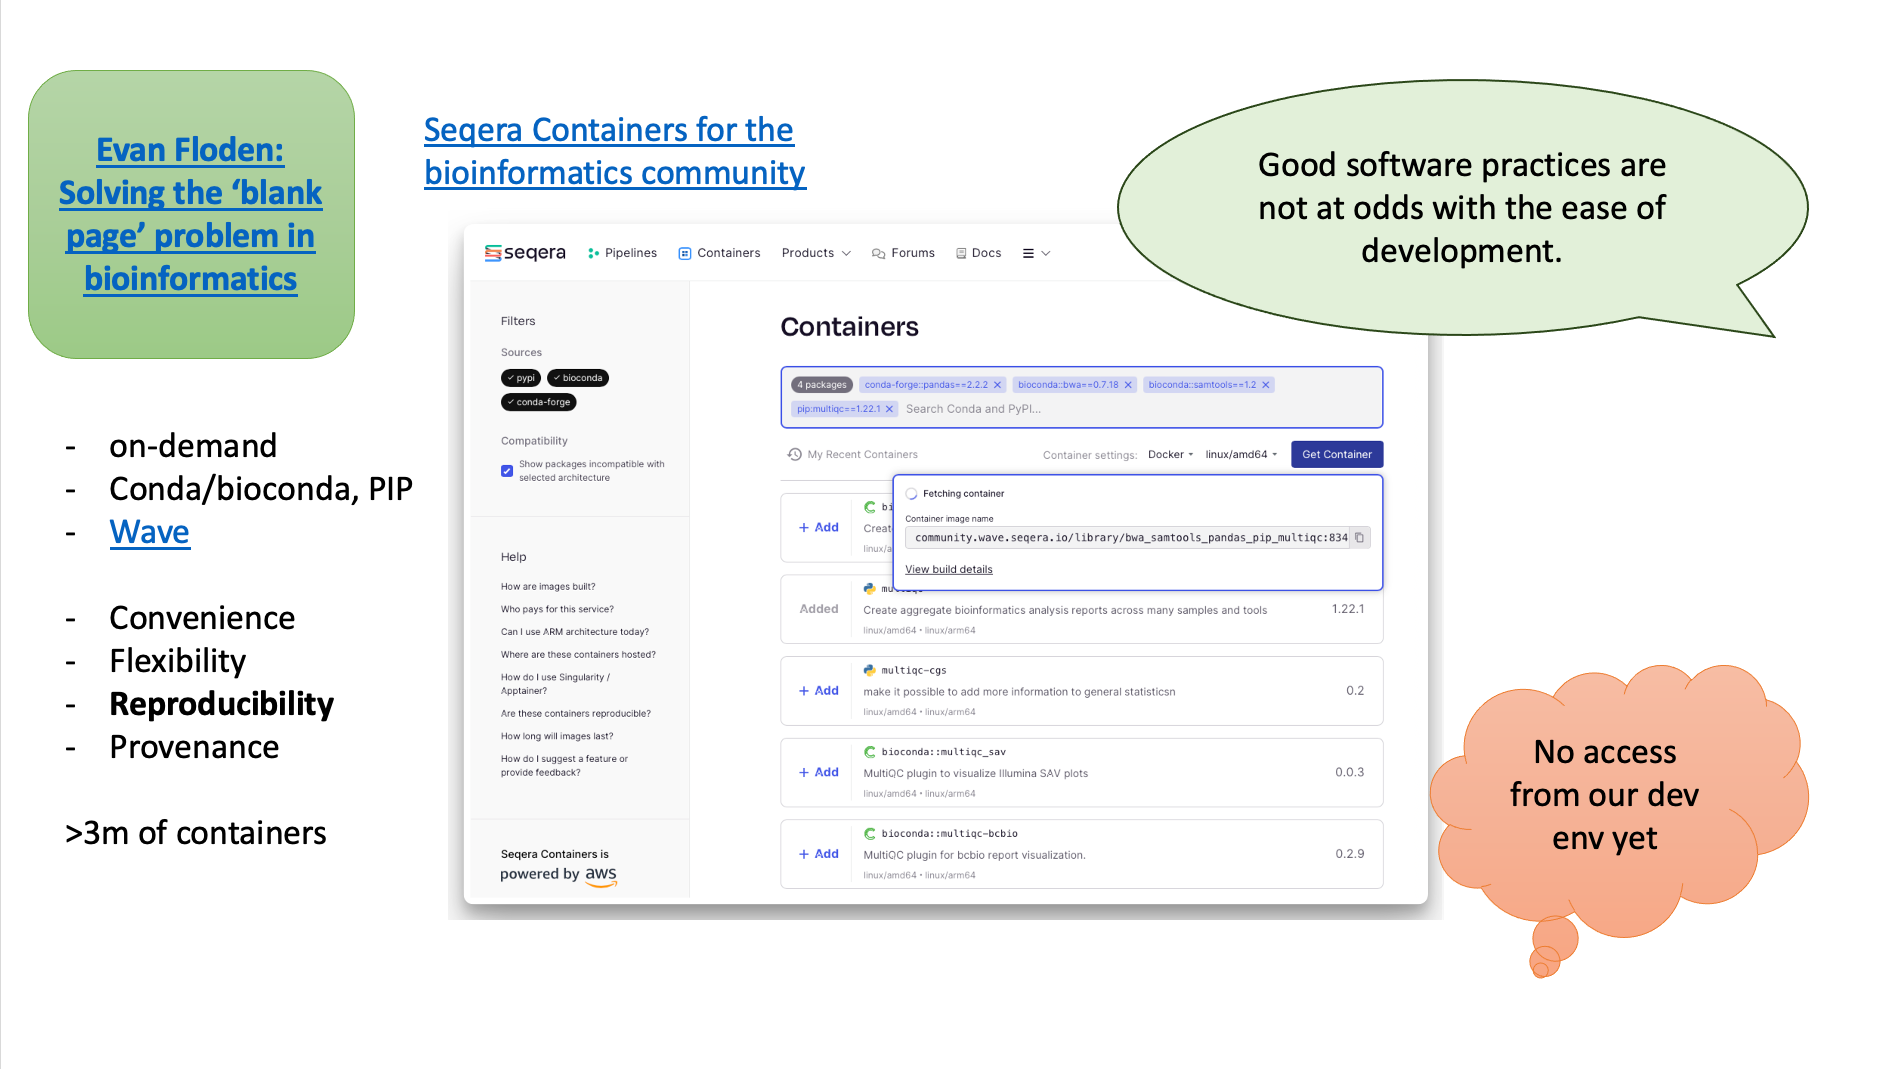 Evan Floden:
Solving the ‘blank
page’ problem in
bioinformatics
Seqera Containers for the
bioinformatics community
Good software practices are
not at odds with the ease of
development.
- on-demand
- Conda/bioconda, PIP
- Wave
- Convenience
- Flexibility
- Reproducibility
- Provenance
>3m of containers
seqera Pipelines Containers Products Forums Docs
Filters
Sources
pypi bioconda
conda-forge
Compatibility
Show packages incompatible with
selected architecture
Help
How are images built?
Who pays for this service?
Can I use ARM architecture today?
Where are these containers hosted?
How do I use Singularity /
Apptainer?
Are these containers reproducible?
How long will images last?
How do I suggest a feature or
provide feedback?
Seqera Containers is
powered by aws
Containers
4 packages conda-forge::pandas==2.2.2 bioconda::bwa==0.7.18 bioconda::samtools==1.2
pip:multiqc==1.22.1 Search Conda and PyPI...
My Recent Containers Container settings: Docker linux/amd64 Get Container
Fetching container
Container image name
community.wave.seqera.io/library/bwa_samtools_pandas_pip_multiqc:834
View build details
+ Add
Added
Create aggregate bioinformatics analysis reports across many samples and tools 1.22.1
linux/amd64 • linux/arm64
multiqc-cgs
+ Add make it possible to add more information to general statisticsn 0.2
linux/amd64 • linux/arm64
bioconda::multiqc_sav
+ Add MultiQC plugin to visualize Illumina SAV plots 0.0.3
linux/amd64 • linux/arm64
bioconda::multiqc-bcbio
+ Add MultiQC plugin for bcbio report visualization. 0.2.9
linux/amd64 • linux/arm64
No access
from our dev
env yet